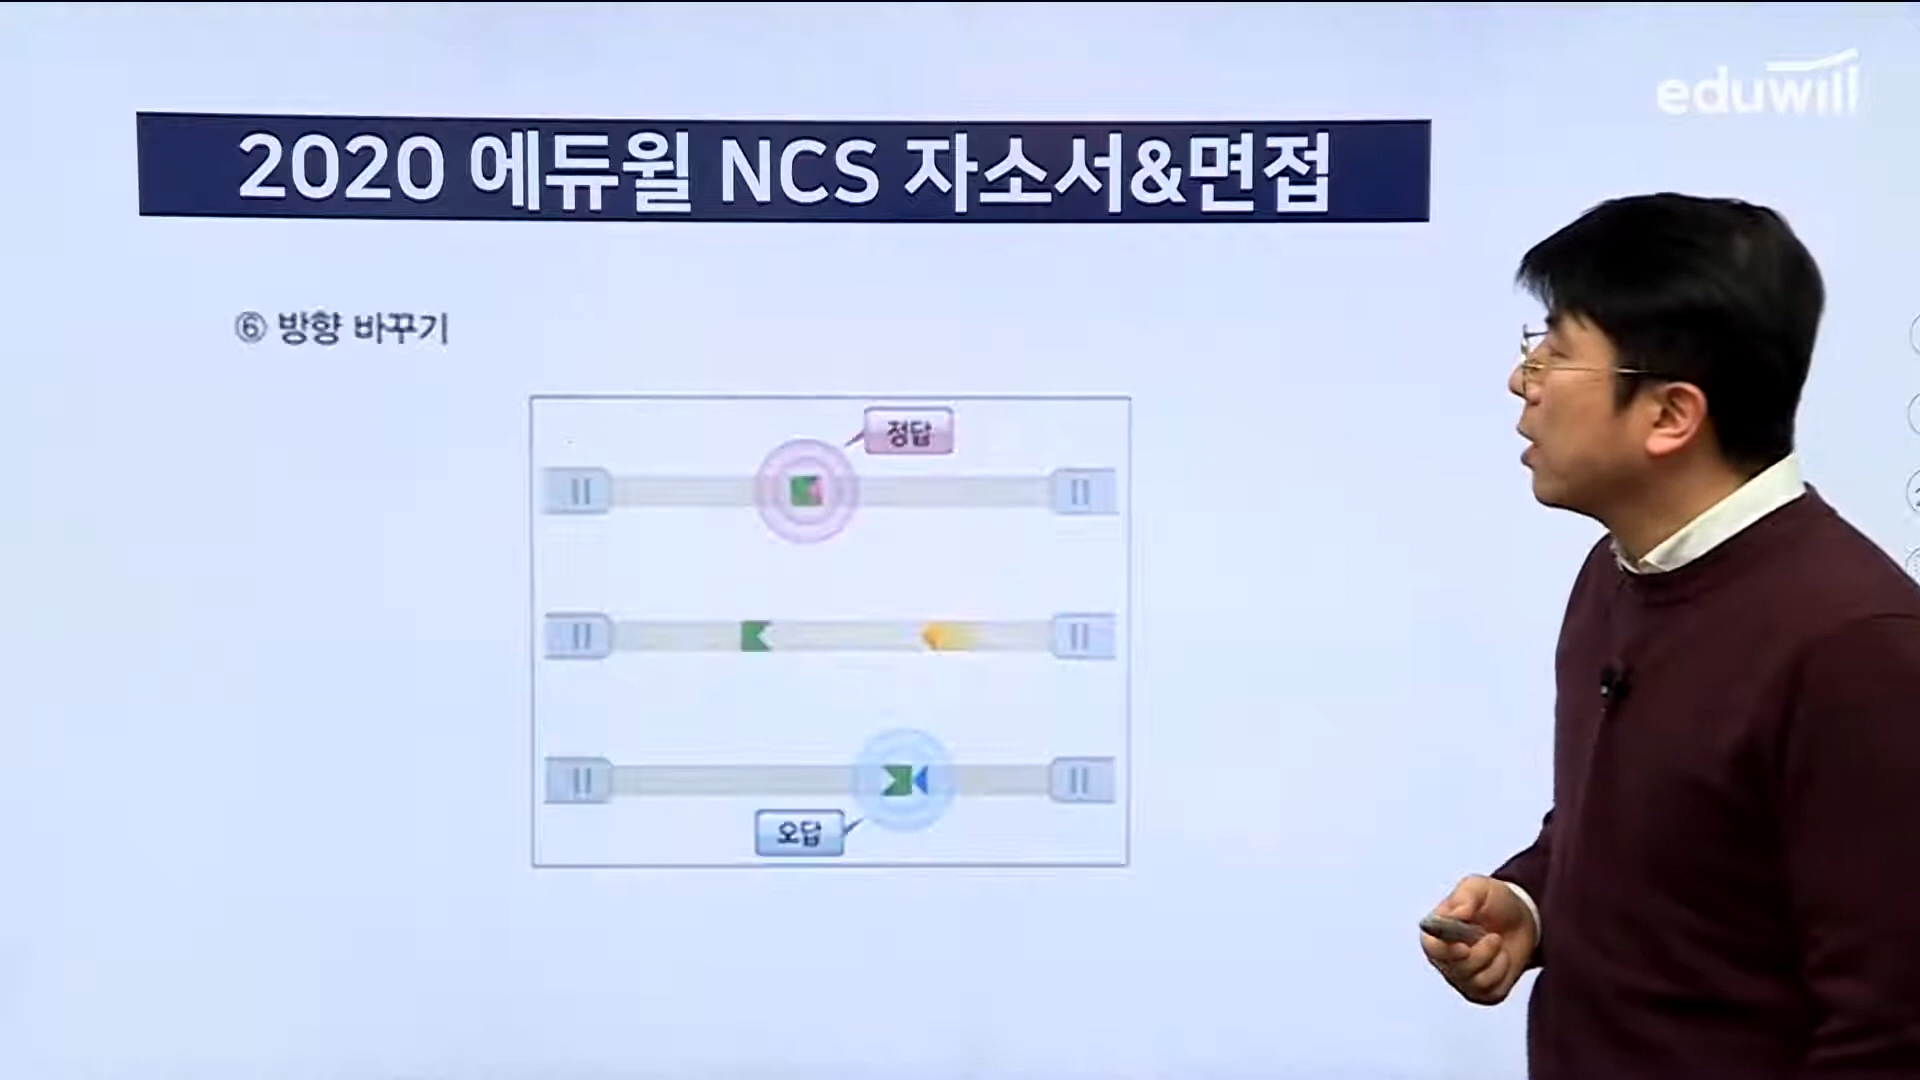 eduwill
2020 에듀윌 NCS 자소서&면접
⑥ 방향 바꾸기
정답
오답